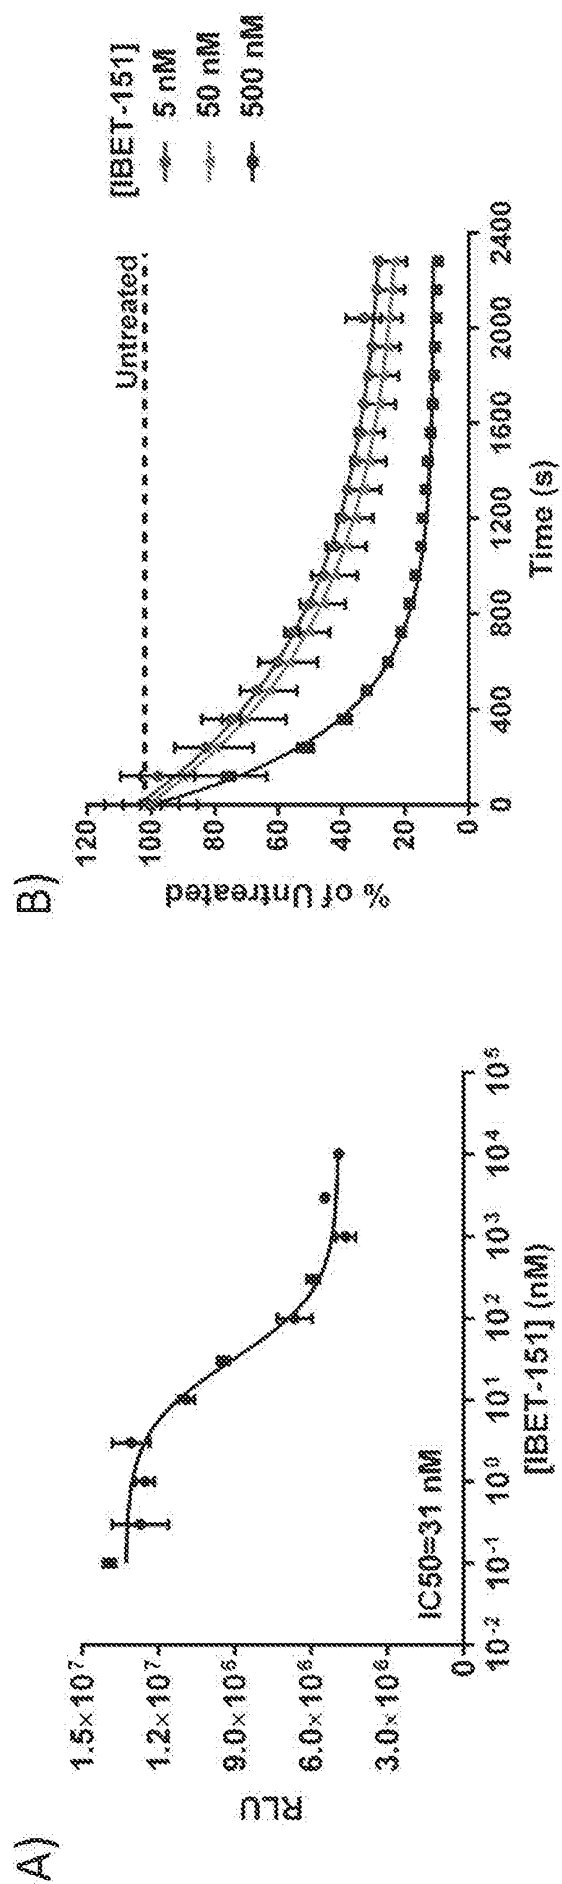 A)
RLU
1.5×10⁷
1.2×10⁷
9.0×10⁶
6.0×10⁶
3.0×10⁶
0
10⁻² 10⁻¹ 10⁰ 10¹ 10² 10³ 10⁴ 10⁵
[IBET-151] (nM)
IC50=31 nM
B)
% of Untreated
120
100
80
60
40
20
0
0 400 800 1200 1600 2000 2400
Time (s)
Untreated
[IBET-151]
5 nM
50 nM
500 nM